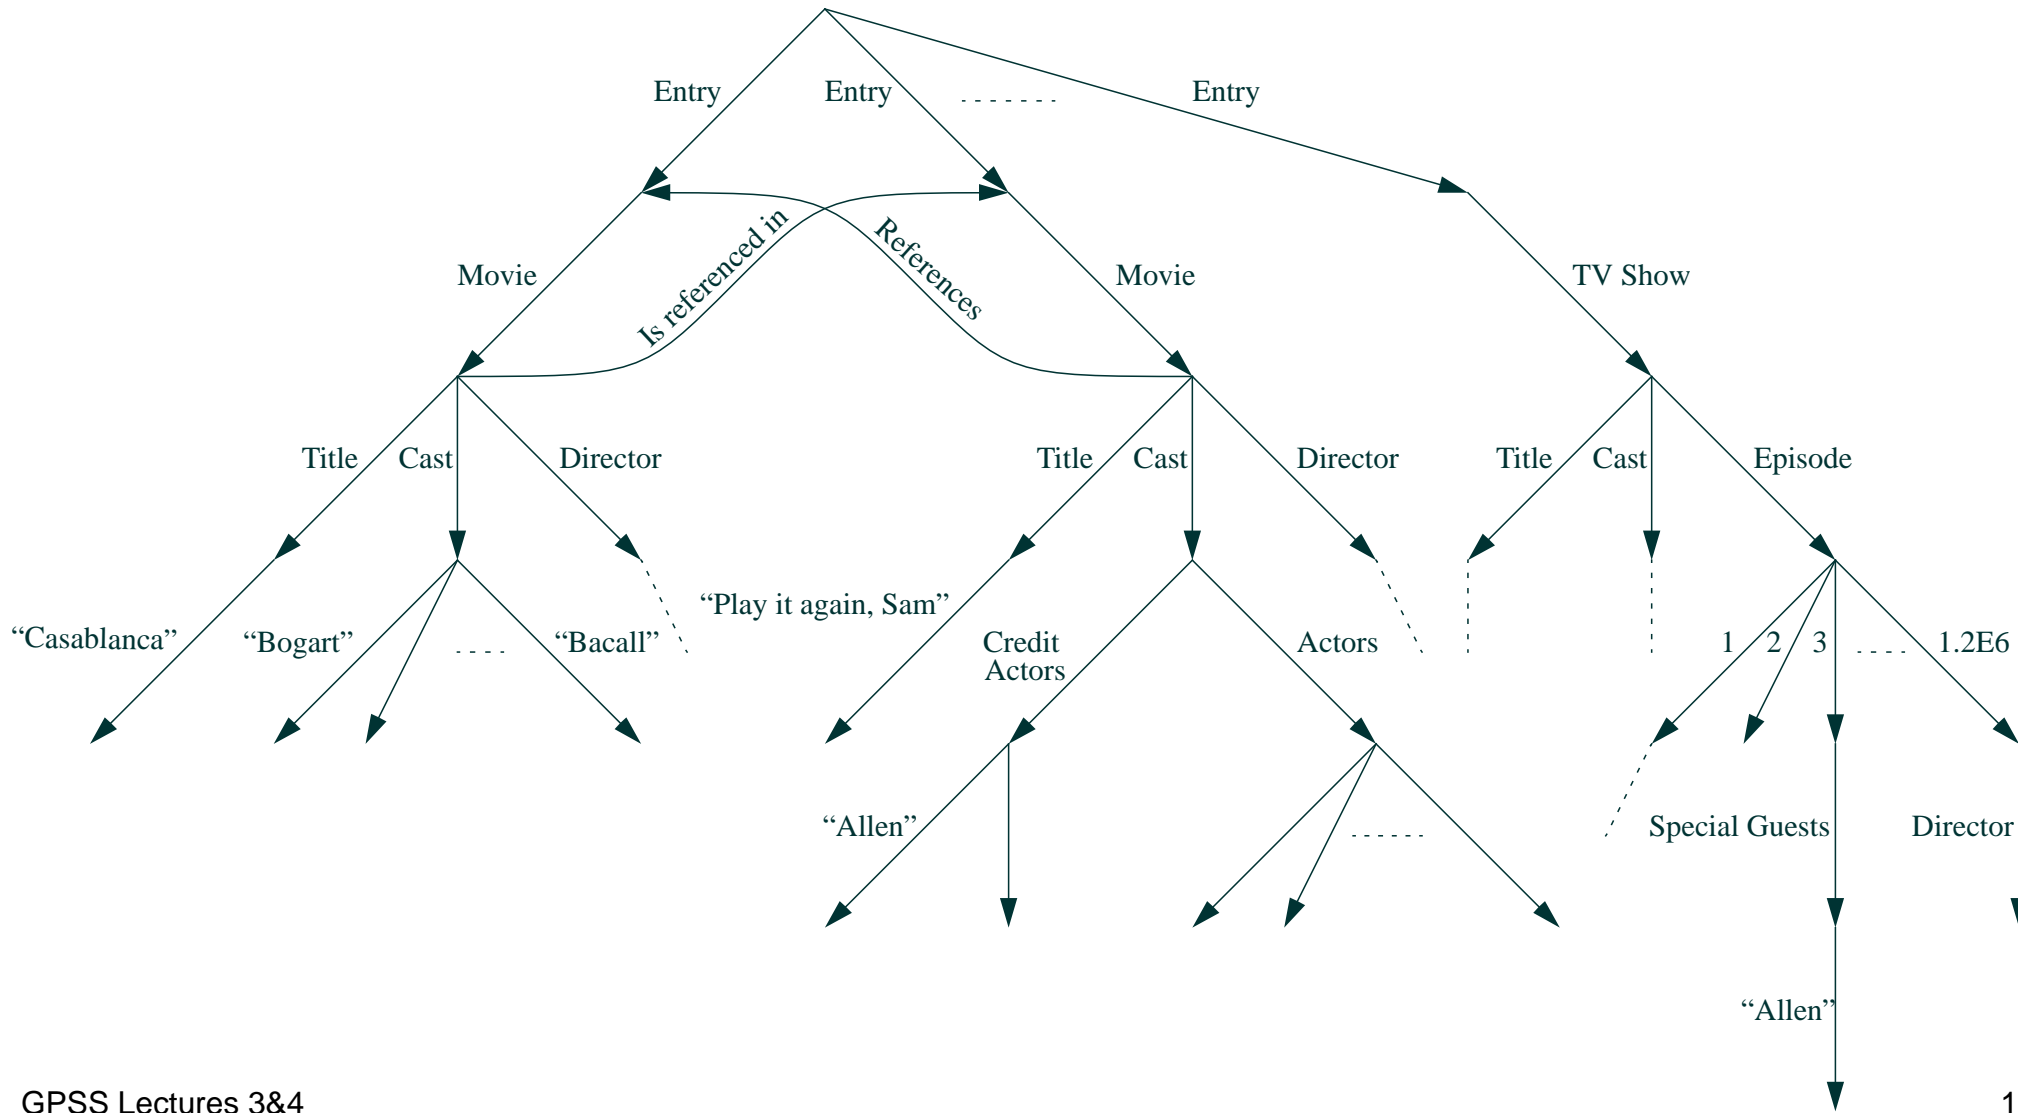 Entry Entry Entry
Is referenced in References
Movie Movie TV Show
Title Cast Director Title Cast Director Title Cast Episode
“Play it again, Sam”
“Casablanca” “Bogart” “Bacall” Credit Actors Actors 1 2 3 1.2E6
“Allen” Special Guests Director
“Allen”
GPSS Lectures 3&4 1